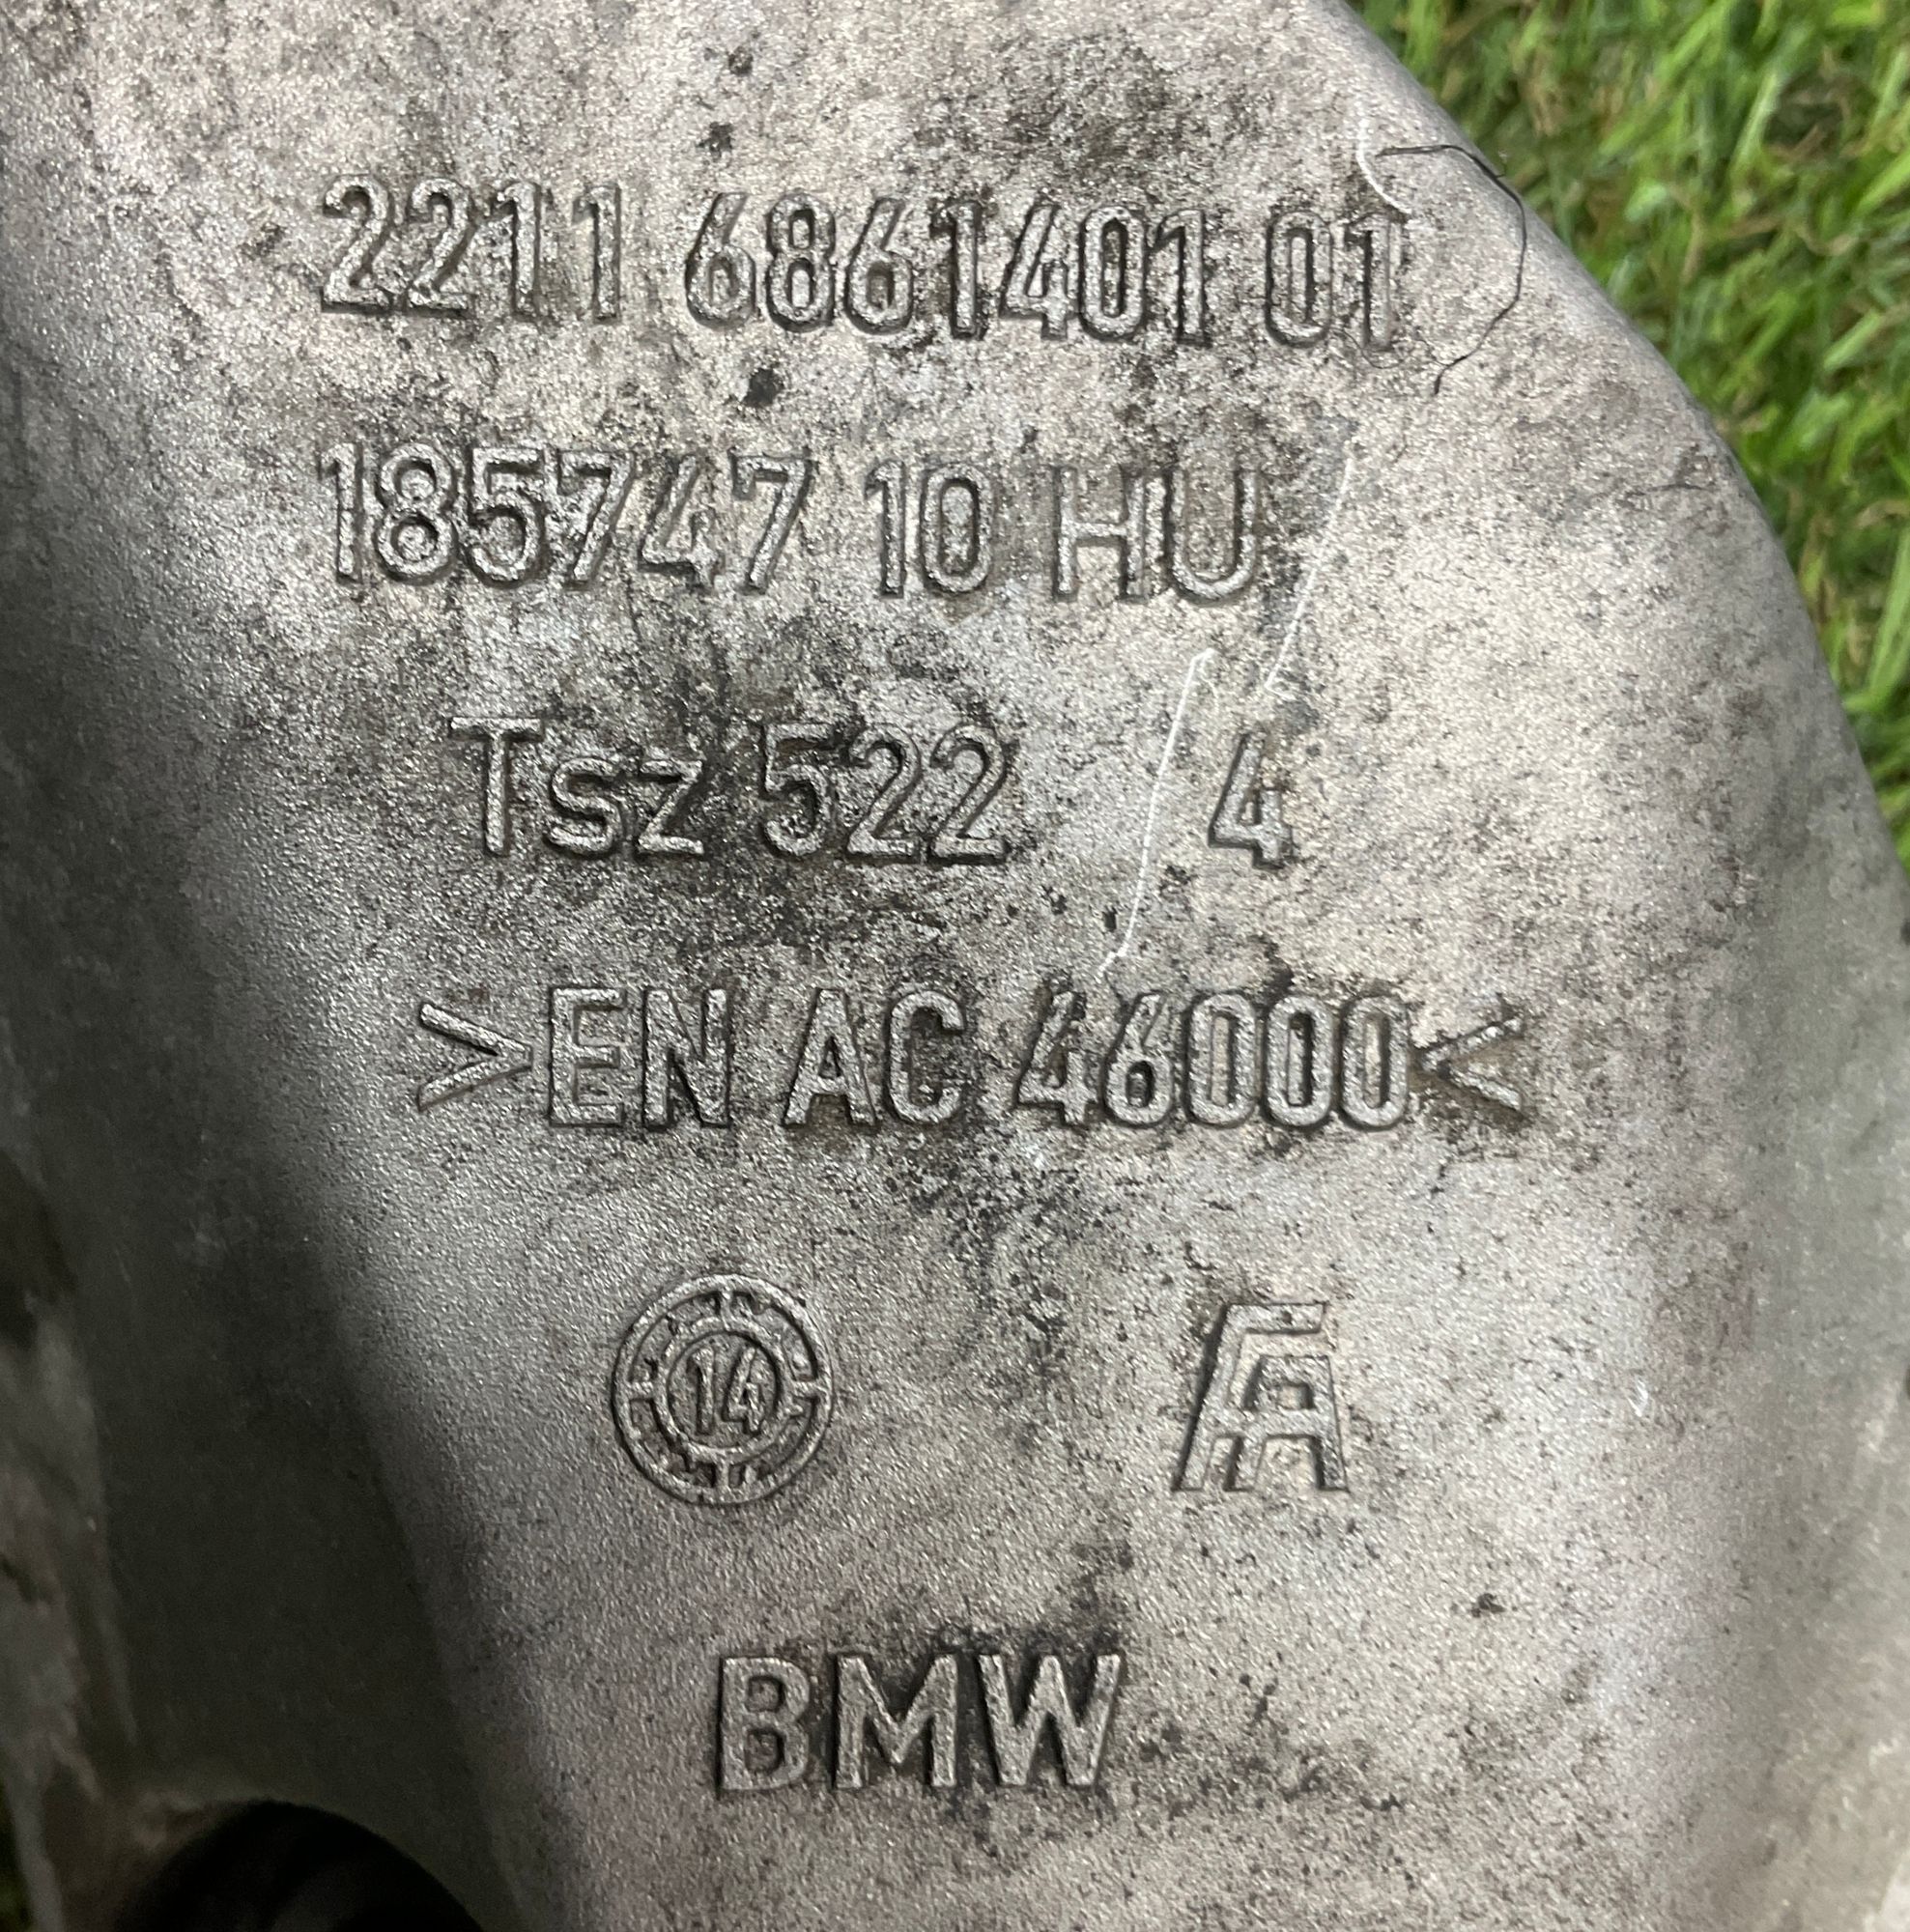 2211 6861401 01
185747 10 HU
Tsz 522 4
>EN AC 46000<
14
BMW